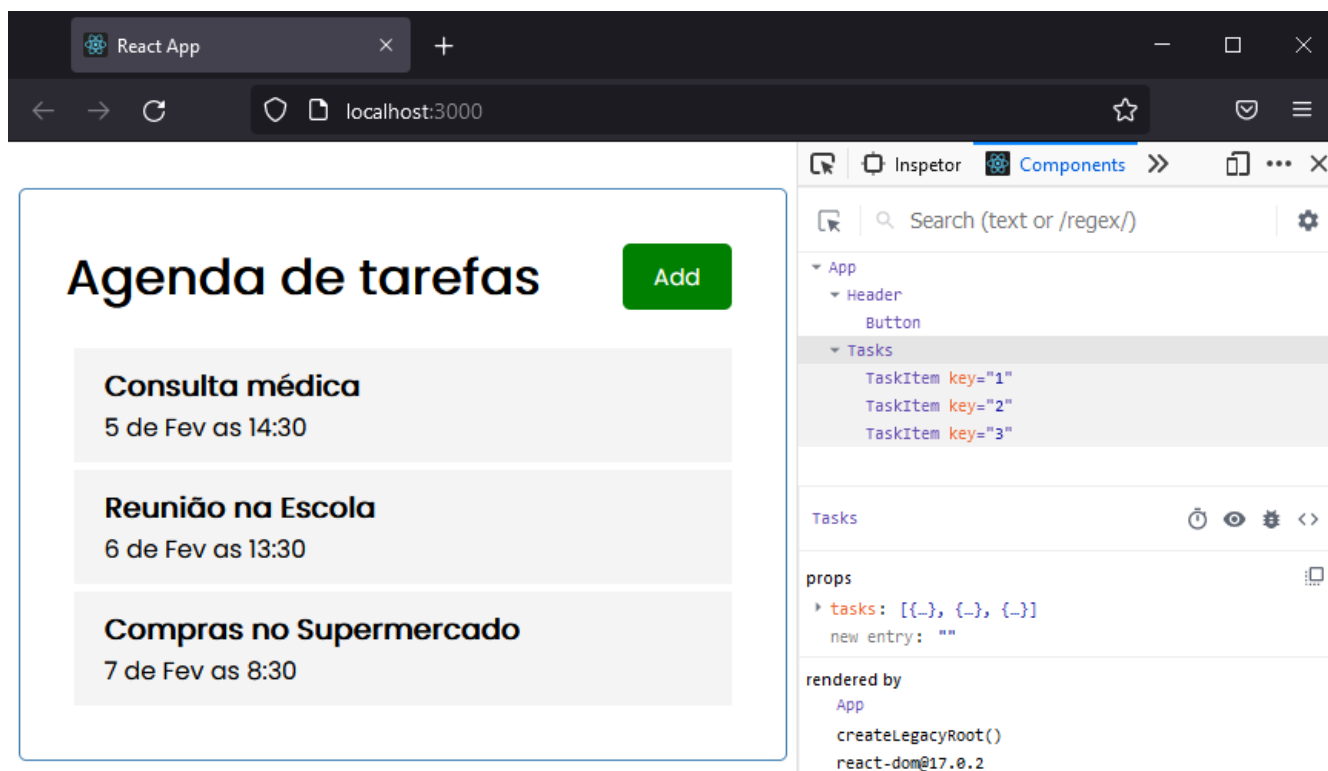 React App
localhost:3000
Inspetor
Components
Search (text or /regex/)
Agenda de tarefas
Add
Consulta médica
5 de Fev as 14:30
Reunião na Escola
6 de Fev as 13:30
Compras no Supermercado
7 de Fev as 8:30
App
Header
Button
Tasks
TaskItem key="1"
TaskItem key="2"
TaskItem key="3"
Tasks
props
tasks: [{…}, {…}, {…}]
new entry: ""
rendered by
App
createLegacyRoot()
react-dom@17.0.2